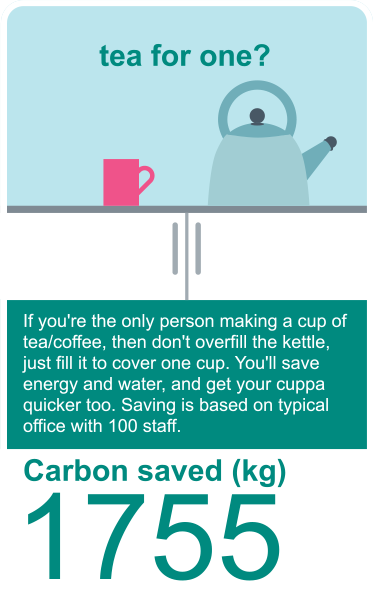 tea for one?
If you're the only person making a cup of
tea/coffee, then don't overfill the kettle,
just fill it to cover one cup. You'll save
energy and water, and get your cuppa
quicker too. Saving is based on typical
office with 100 staff.
Carbon saved (kg)
1755